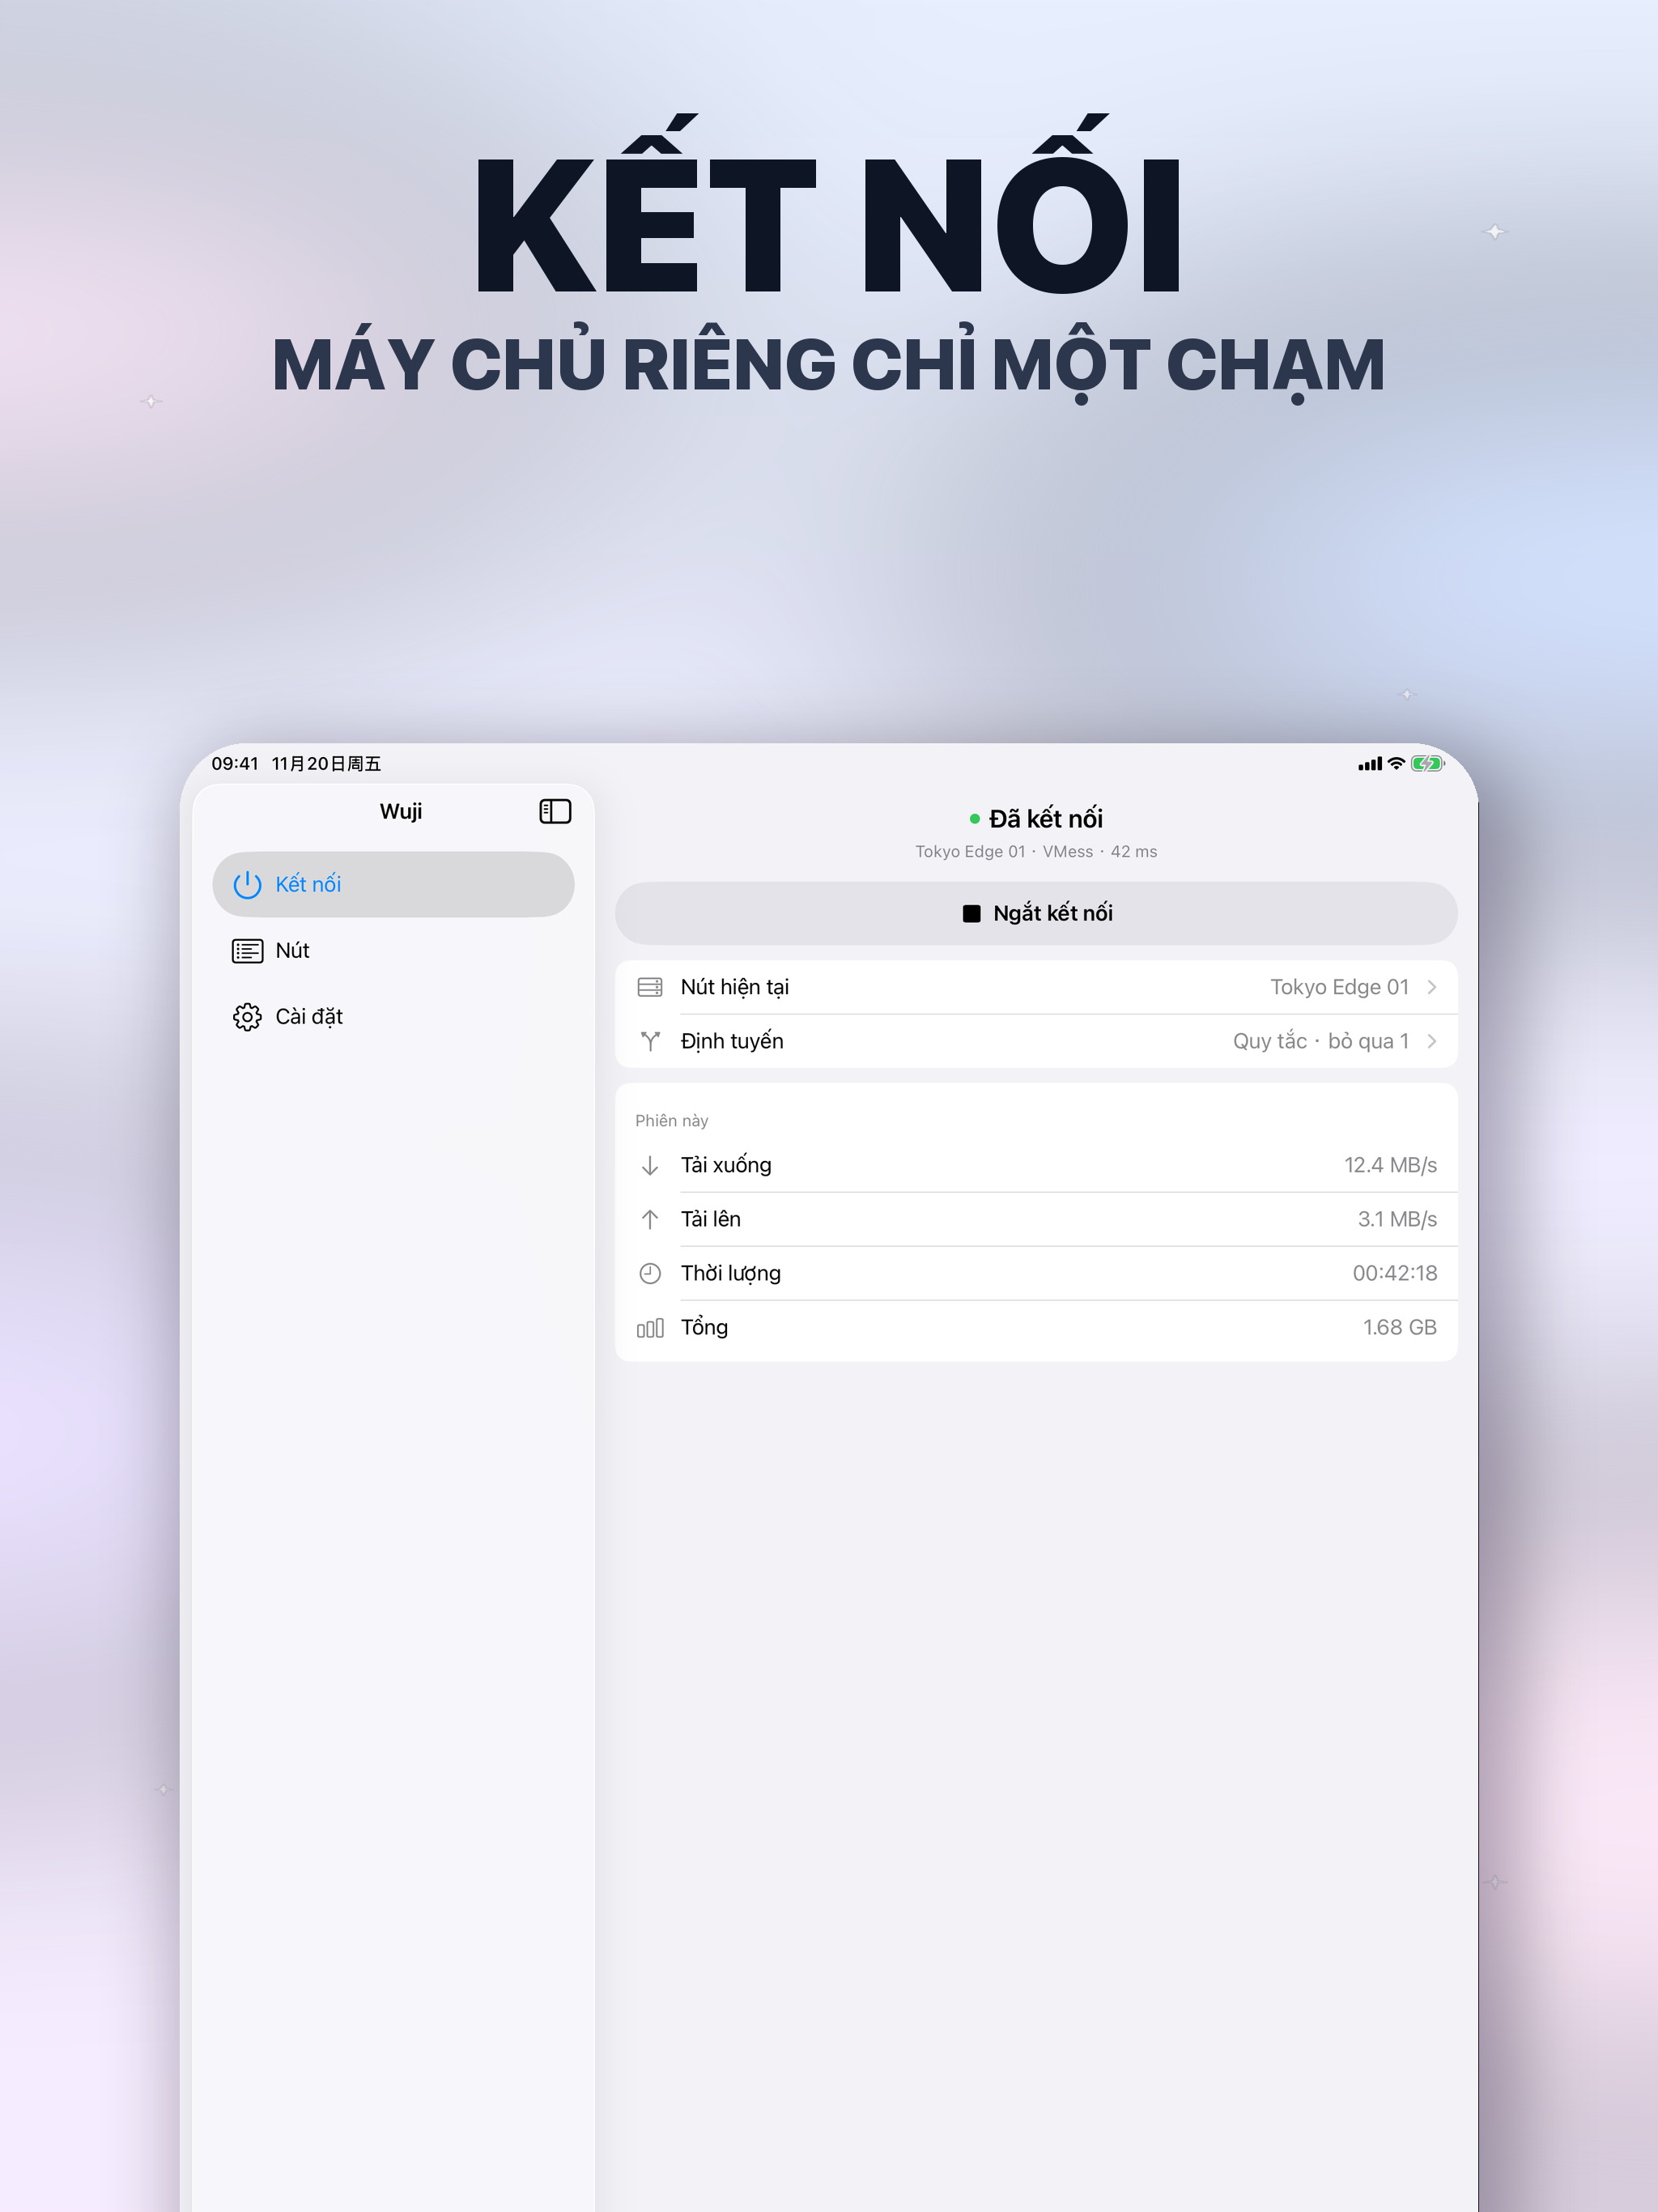 KẾT NỐI
MÁY CHỦ RIÊNG CHỈ MỘT CHẠM
09:41 11月20日周五
Wuji
Kết nối
Nút
Cài đặt
Đã kết nối
Tokyo Edge 01 · VMess · 42 ms
Ngắt kết nối
Nút hiện tại Tokyo Edge 01
Định tuyến Quy tắc · bỏ qua 1
Phiên này
Tải xuống 12.4 MB/s
Tải lên 3.1 MB/s
Thời lượng 00:42:18
Tổng 1.68 GB